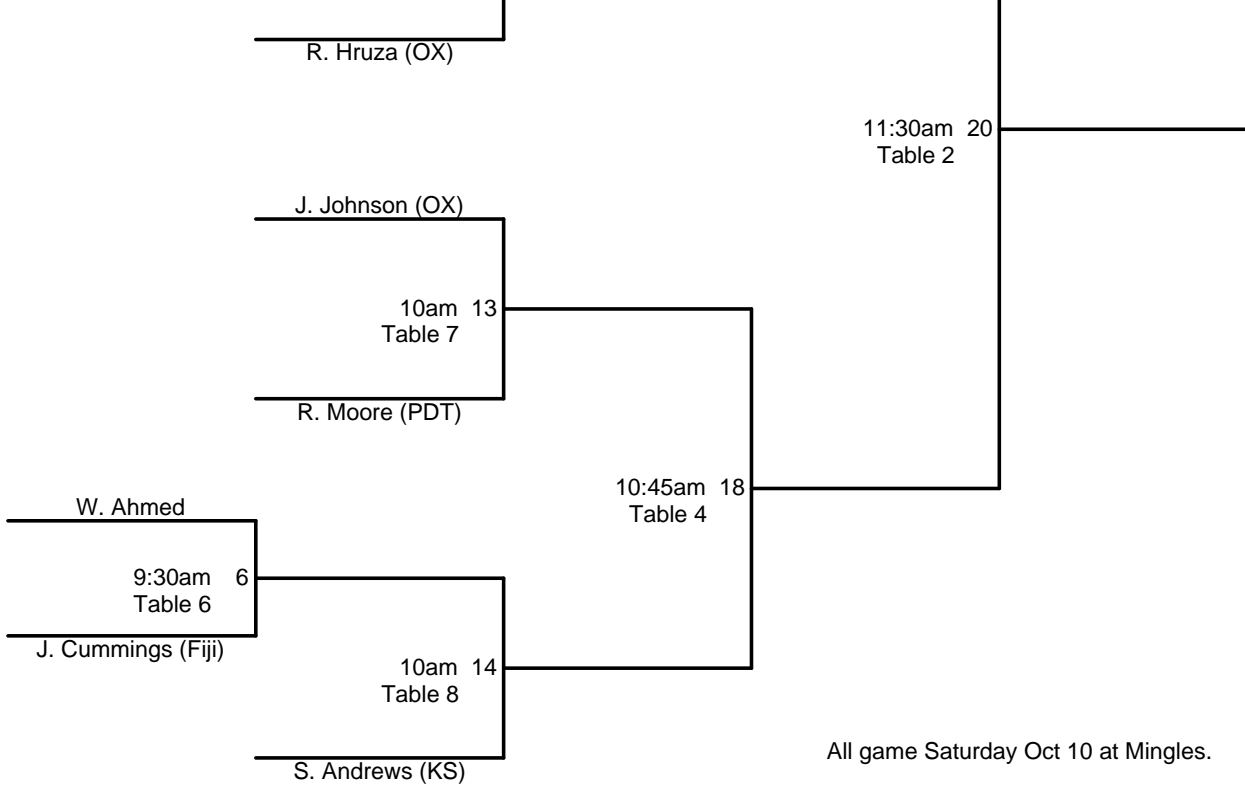 R. Hruza (OX)
11:30am 20
Table 2
J. Johnson (OX)
10am 13
Table 7
R. Moore (PDT)
10:45am 18
Table 4
W. Ahmed
9:30am 6
Table 6
J. Cummings (Fiji)
10am 14
Table 8
S. Andrews (KS)
All game Saturday Oct 10 at Mingles.